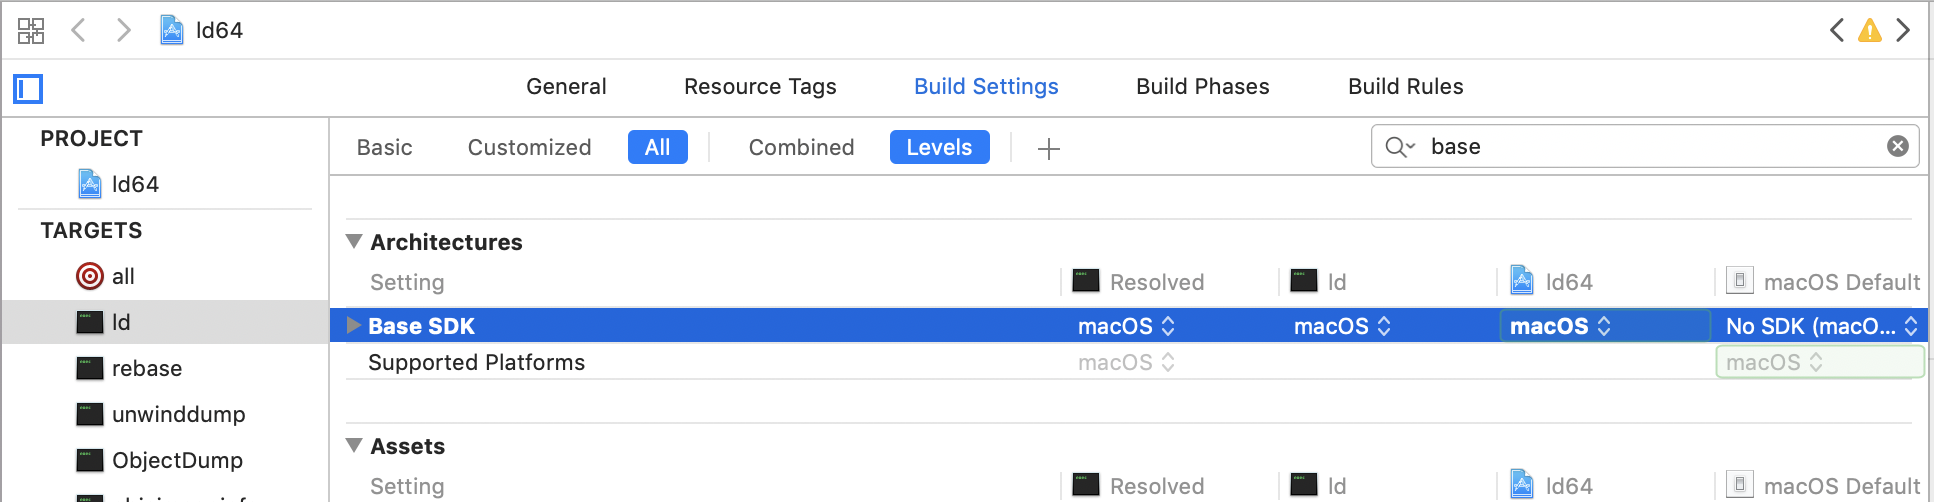 ld64
General Resource Tags Build Settings Build Phases Build Rules
PROJECT
ld64
TARGETS
all
ld
rebase
unwinddump
ObjectDump
Basic Customized All Combined Levels + base
Architectures
Setting Resolved ld ld64 macOS Default
Base SDK macOS macOS macOS No SDK (macO...
Supported Platforms macOS macOS
Assets
Setting Resolved ld ld64 macOS Default